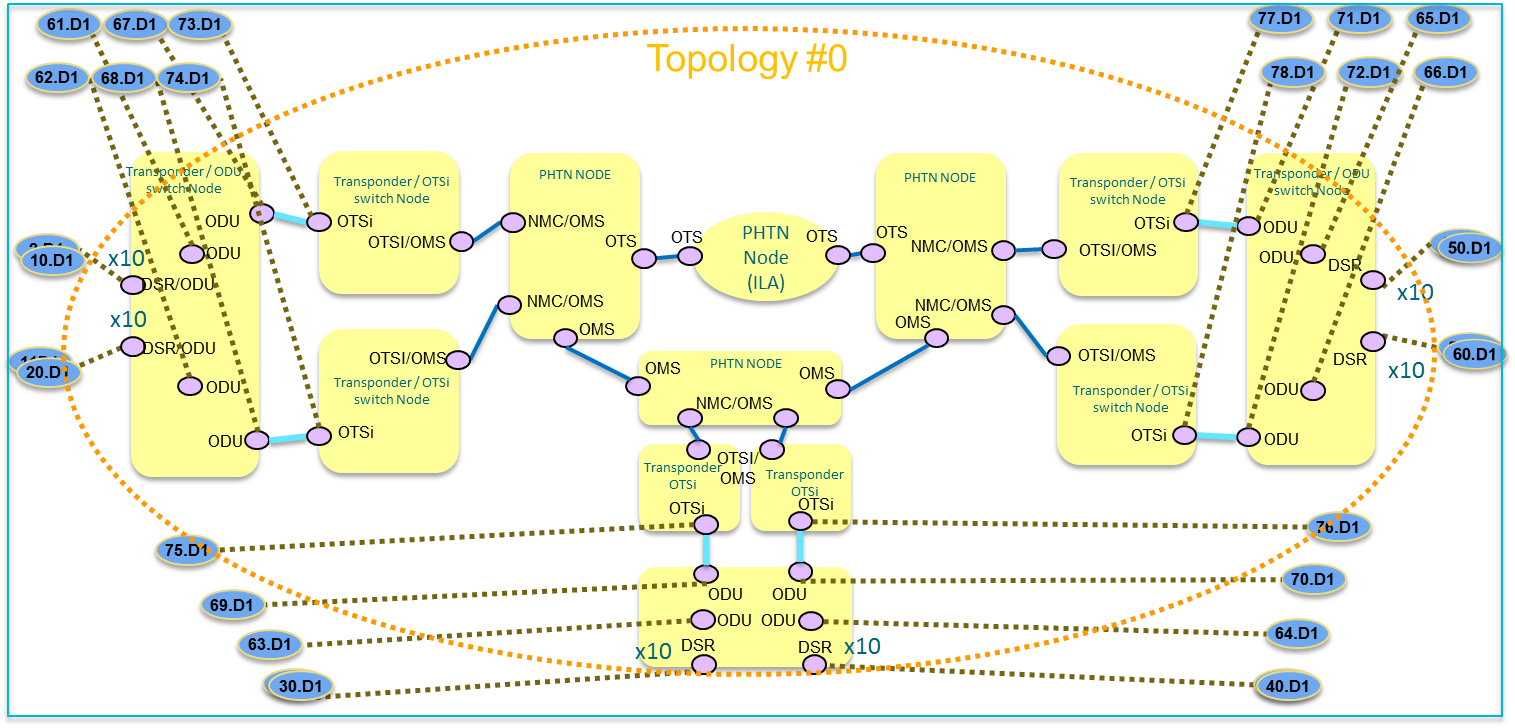 61.D1 67.D1 73.D1
77.D1 71.D1 65.D1
Topology #0
62.D1 68.D1 74.D1
78.D1 72.D1 66.D1
Transponder / ODU
switch Node
Transponder / OTSi
switch Node
PHTN NODE
PHTN NODE
Transponder / OTSi
switch Node
Transponder / ODU
switch Node
ODU
OTSi
OTSI/OMS
NMC/OMS
OTS
OTS
PHTN
Node
(ILA)
OTS
OTS
NMC/OMS
OTSI/OMS
OTSi
ODU
ODU
ODU
DSR
10.D1
x10
DSR/ODU
50.D1
x10
NMC/OMS
NMC/OMS
x10
DSR/ODU
20.D1
ODU
ODU
OTSI/OMS
Transponder / OTSi
switch Node
OTSi
OMS
OMS
PHTN NODE
OMS
OMS
NMC/OMS
OTSI/OMS
Transponder / OTSi
switch Node
OTSi
DSR
60.D1
x10
ODU
ODU
Transponder
OTSi
OTSI/
OMS
Transponder
OTSi
OTSi
OTSi
75.D1
76.D1
69.D1
ODU
ODU
70.D1
63.D1
ODU
ODU
64.D1
x10
DSR
DSR
x10
30.D1
40.D1